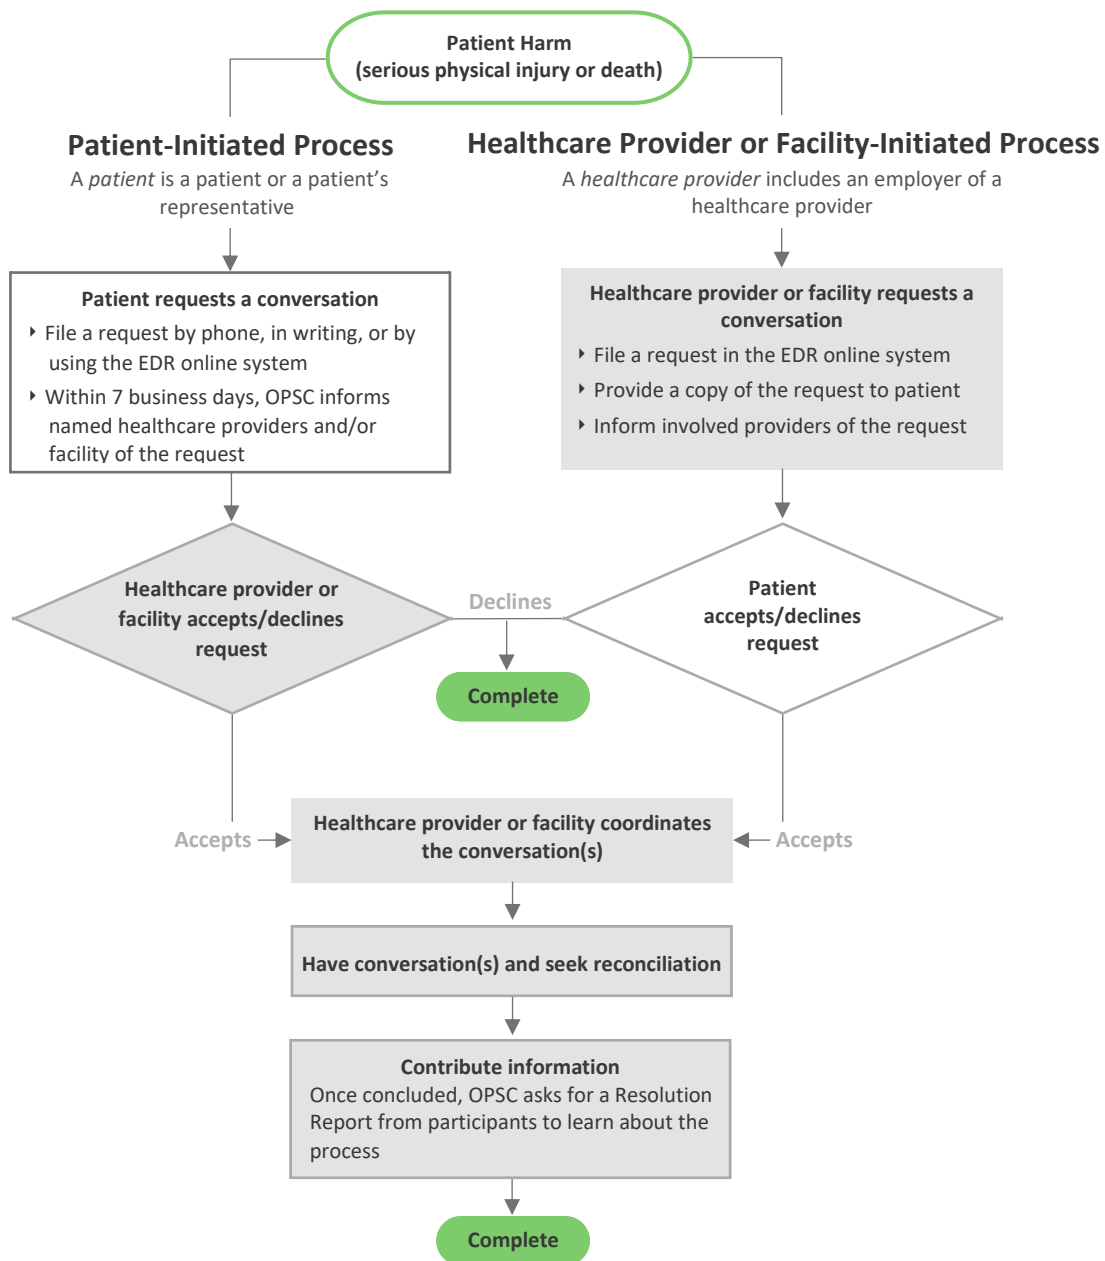 Patient Harm
(serious physical injury or death)
Patient-Initiated Process
A patient is a patient or a patient’s
representative
Healthcare Provider or Facility-Initiated Process
A healthcare provider includes an employer of a
healthcare provider
Patient requests a conversation
‣ File a request by phone, in writing, or by
using the EDR online system
‣ Within 7 business days, OPSC informs
named healthcare providers and/or
facility of the request
Healthcare provider or facility requests a
conversation
‣ File a request in the EDR online system
‣ Provide a copy of the request to patient
‣ Inform involved providers of the request
Healthcare provider or
facility accepts/declines
request
Declines
Patient
accepts/declines
request
Complete
Accepts
Healthcare provider or facility coordinates
the conversation(s)
Accepts
Have conversation(s) and seek reconciliation
Contribute information
Once concluded, OPSC asks for a Resolution
Report from participants to learn about the
process
Complete